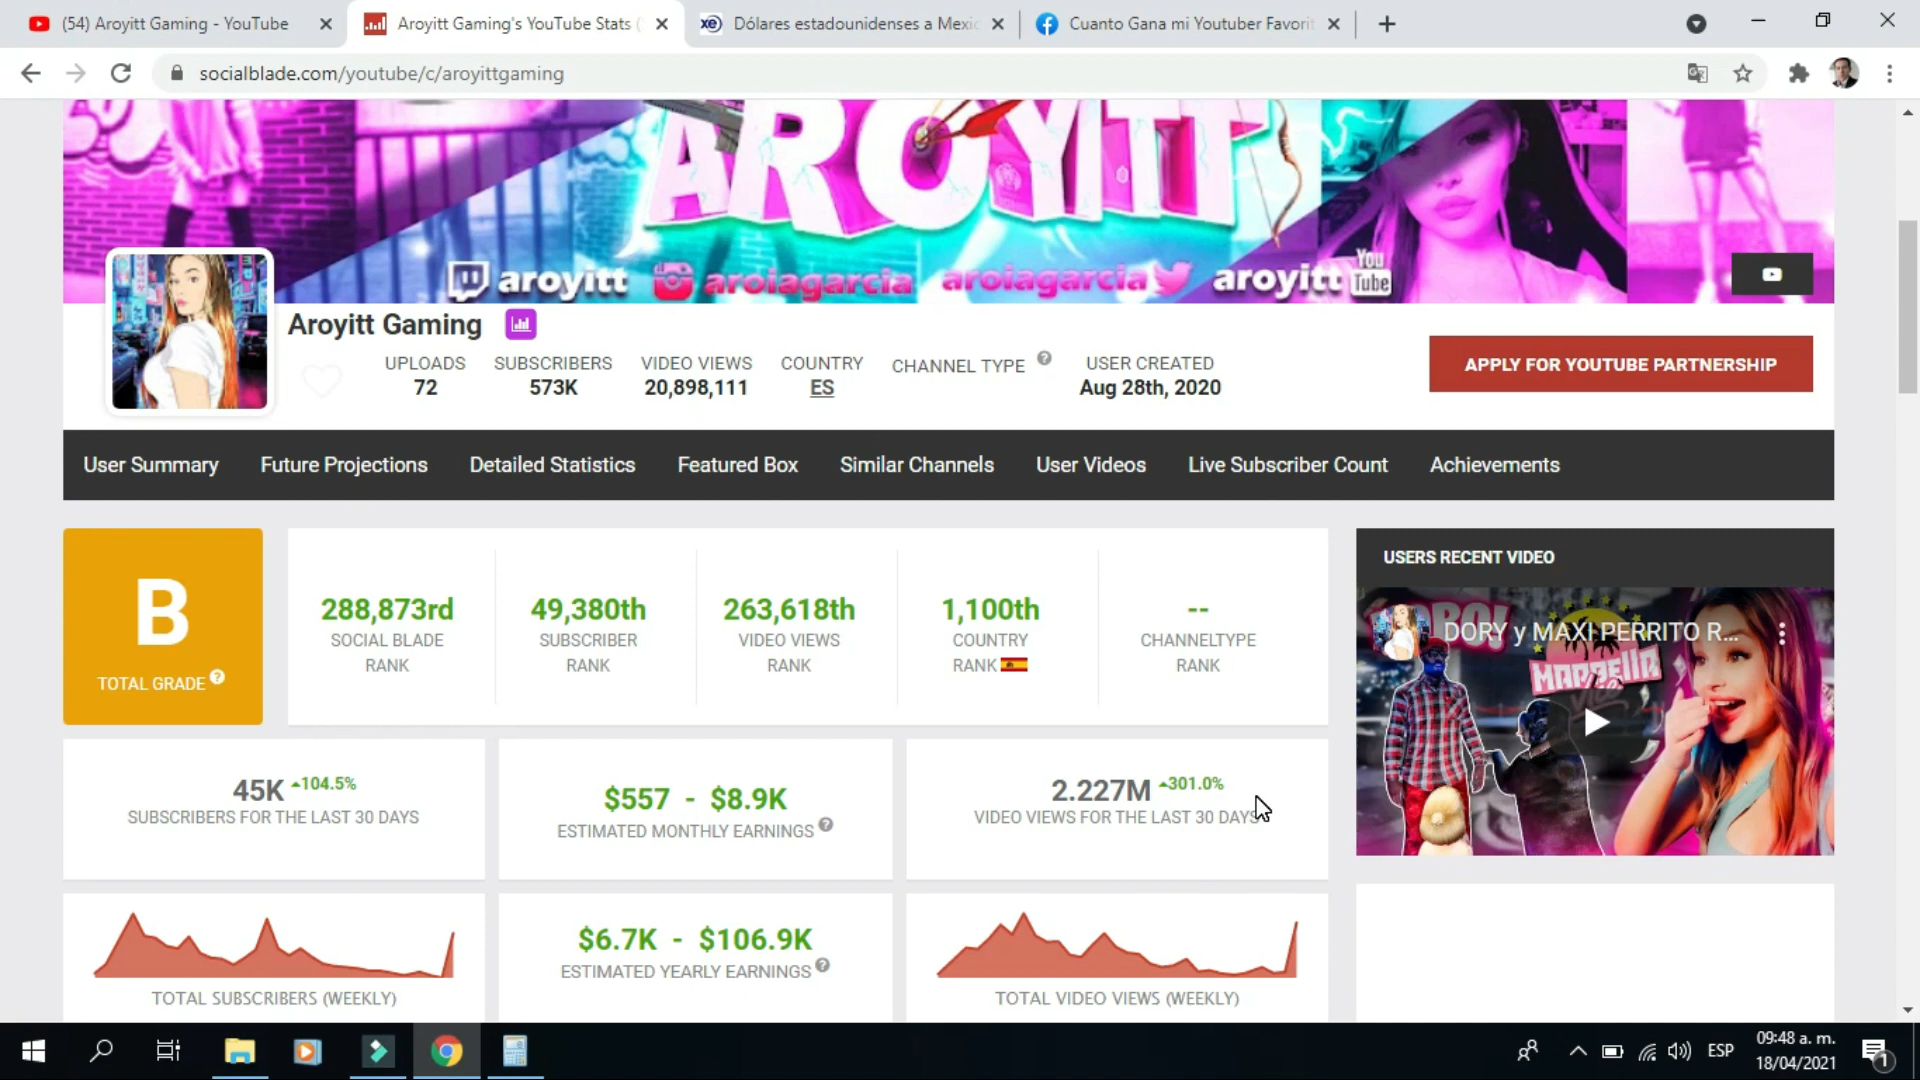 (54) Aroyitt Gaming - YouTube
Aroyitt Gaming's YouTube Stats (
Dólares estadounidenses a Mexic
Cuanto Gana mi Youtuber Favorit
socialblade.com/youtube/c/aroyittgaming
AROYITT
aroyitt
aroiagarcia
aroiagarcia
aroyitt
You
Tube
Aroyitt Gaming
UPLOADS
72
SUBSCRIBERS
573K
VIDEO VIEWS
20,898,111
COUNTRY
ES
CHANNEL TYPE ?
USER CREATED
Aug 28th, 2020
APPLY FOR YOUTUBE PARTNERSHIP
User Summary
Future Projections
Detailed Statistics
Featured Box
Similar Channels
User Videos
Live Subscriber Count
Achievements
B
TOTAL GRADE ?
288,873rd
SOCIAL BLADE
RANK
49,380th
SUBSCRIBER
RANK
263,618th
VIDEO VIEWS
RANK
1,100th
COUNTRY
RANK
--
CHANNELTYPE
RANK
USERS RECENT VIDEO
DORY y MAXI PERRITO R...
MARBELLA
45K 104.5%
SUBSCRIBERS FOR THE LAST 30 DAYS
$557 - $8.9K
ESTIMATED MONTHLY EARNINGS ?
2.227M 301.0%
VIDEO VIEWS FOR THE LAST 30 DAYS
TOTAL SUBSCRIBERS (WEEKLY)
$6.7K - $106.9K
ESTIMATED YEARLY EARNINGS ?
TOTAL VIDEO VIEWS (WEEKLY)
ESP
09:48 a. m.
18/04/2021
1